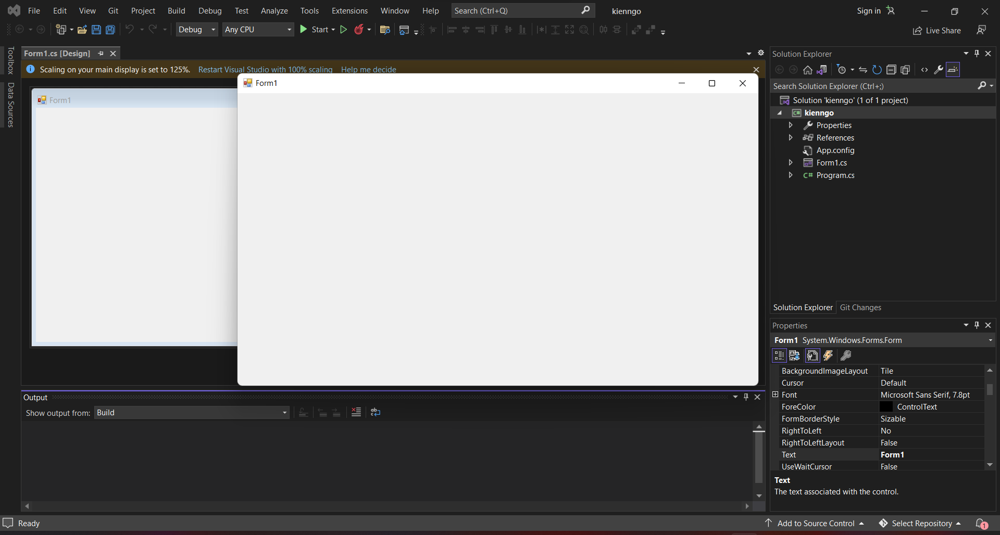 File Edit View Git Project Build Debug Test Analyze Tools Extensions Window Help Search (Ctrl+Q) kienngo Sign in
Debug Any CPU Start Live Share
Toolbox
Data Sources
Form1.cs [Design]
Scaling on your main display is set to 125%. Restart Visual Studio with 100% scaling Help me decide
Form1
Form1
Output
Show output from: Build
Solution Explorer
Search Solution Explorer (Ctrl+;)
Solution 'kienngo' (1 of 1 project)
C# kienngo
Properties
References
App.config
Form1.cs
C# Program.cs
Solution Explorer Git Changes
Properties
Form1 System.Windows.Forms.Form
BackgroundImageLayout Tile
Cursor Default
Font Microsoft Sans Serif, 7.8pt
ForeColor ControlText
FormBorderStyle Sizable
RightToLeft No
RightToLeftLayout False
Text Form1
UseWaitCursor False
Text
The text associated with the control.
Ready Add to Source Control Select Repository 1